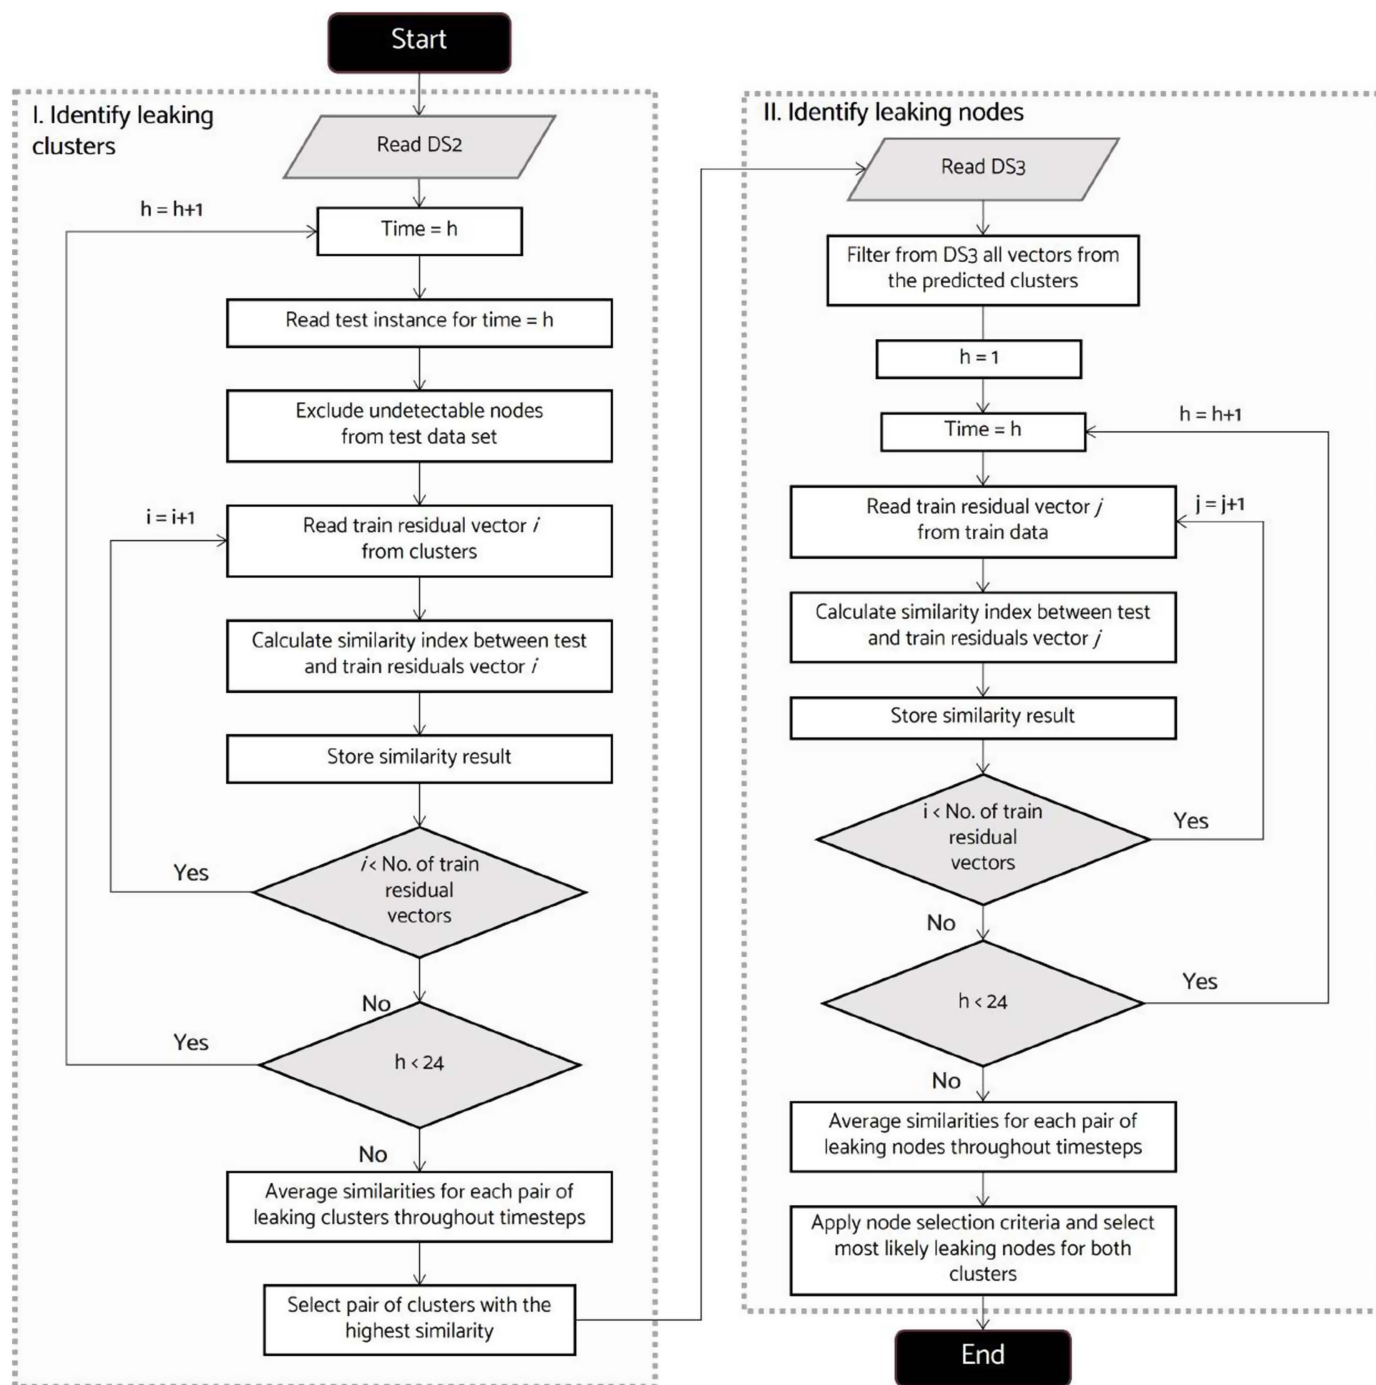 Start
I. Identify leaking
clusters
Read DS2
h = h+1
Time = h
Read test instance for time = h
Exclude undetectable nodes
from test data set
i = i+1
Read train residual vector i
from clusters
Calculate similarity index between test
and train residuals vector i
Store similarity result
i < No. of train
residual
vectors
Yes
No
h < 24
Yes
No
Average similarities for each pair of
leaking clusters throughout timesteps
Select pair of clusters with the
highest similarity
II. Identify leaking nodes
Read DS3
Filter from DS3 all vectors from
the predicted clusters
h = 1
Time = h
h = h+1
Read train residual vector j
from train data
j = j+1
Calculate similarity index between test
and train residuals vector j
Store similarity result
i < No. of train
residual
vectors
Yes
No
h < 24
Yes
No
Average similarities for each pair of
leaking nodes throughout timesteps
Apply node selection criteria and select
most likely leaking nodes for both
clusters
End